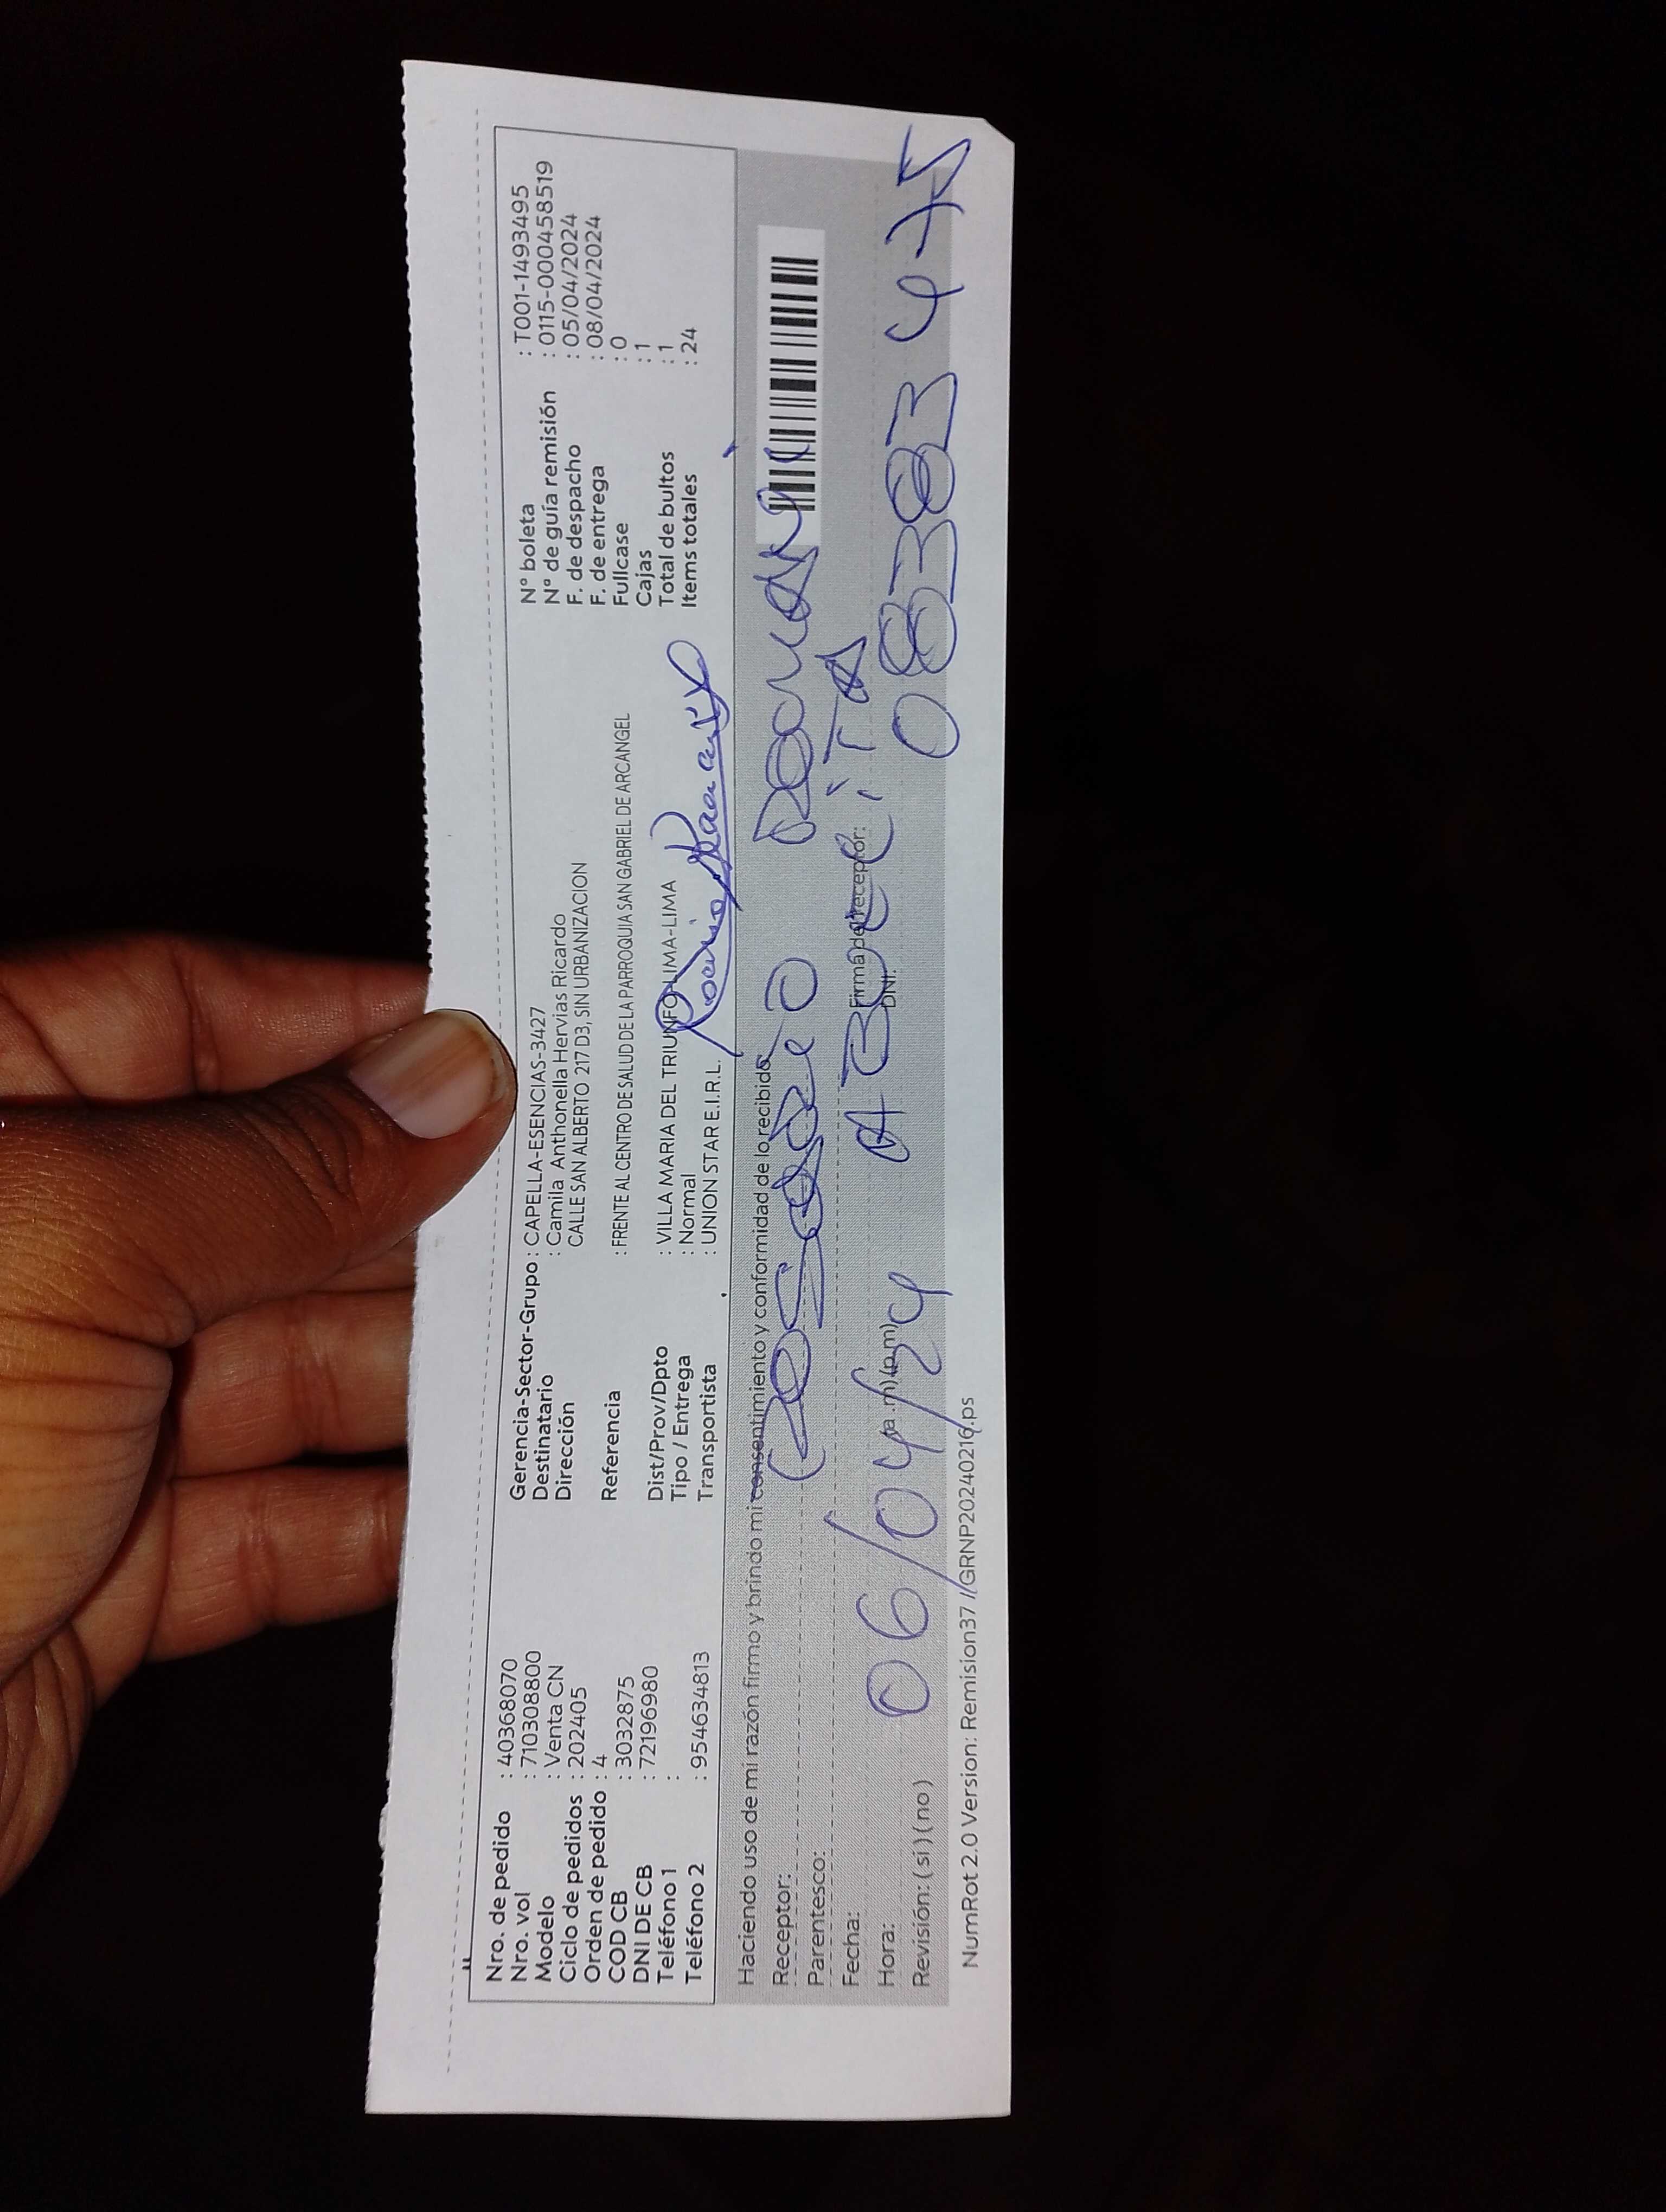 Nro. de pedido : 40368070
Nro. vol : 710308800
Modelo : Venta CN
Ciclo de pedidos : 202405
Orden de pedido : 4
COD CB : 3032875
DNI DE CB : 72196980
Teléfono 1 :
Teléfono 2 : 954634813
Gerencia-Sector-Grupo : CAPELLA-ESENCIAS-3427
Destinatario : Camila Anthonella Hervias Ricardo
Dirección CALLE SAN ALBERTO 217 D3, SIN URBANIZACION
Referencia : FRENTE AL CENTRO DE SALUD DE LA PARROQUIA SAN GABRIEL DE ARCANGEL
Dist/Prov/Dpto : VILLA MARIA DEL TRIUNFO-LIMA-LIMA
Tipo / Entrega : Normal
Transportista : UNION STAR E.I.R.L.
N° boleta : T001-1493495
N° de guía remisión : 0115-0000458519
F. de despacho : 05/04/2024
F. de entrega : 08/04/2024
Fullcase : 0
Cajas : 1
Total de bultos : 1
Items totales : 24
Haciendo uso de mi razón firmo y brindo mi consentimiento y conformidad de lo recibido
Receptor: ROSARIO
Parentesco: ABUELITA
Fecha: 06/04/24
Hora: (a.m) (p.m)
Firma del receptor:
DNI: 08383475
Revisión: ( si ) ( no )
NumRot 2.0 Version: Remision37 //GRNP20240216.ps